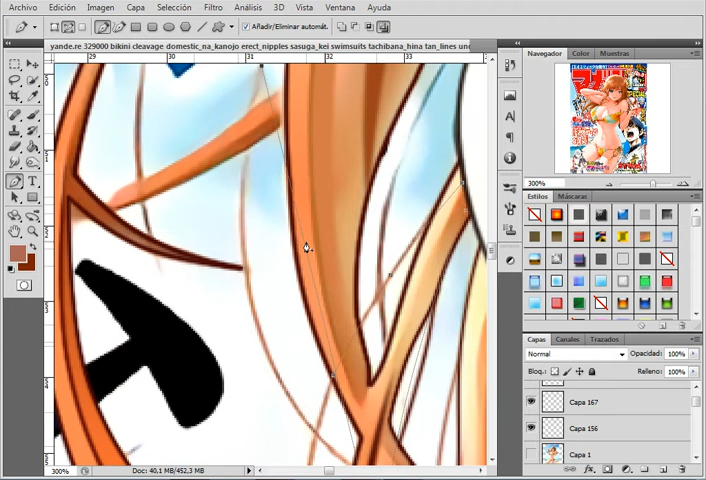 Archivo Edición Imagen Capa Selección Filtro Análisis 3D Vista Ventana Ayuda
Añadir/Eliminar automát.
yande.re 329000 bikini cleavage domestic_na_kanojo erect_nipples sasuga_kei swimsuits tachibana_hina tan_lines und
29 30 31 32 33
Navegador Color Muestras
300%
Estilos Máscaras
Capas Canales Trazados
Normal Opacidad: 100%
Bloq.: Relleno: 100%
Capa 167
Capa 156
Capa 1
300% Doc: 40,1 MB/452,3 MB